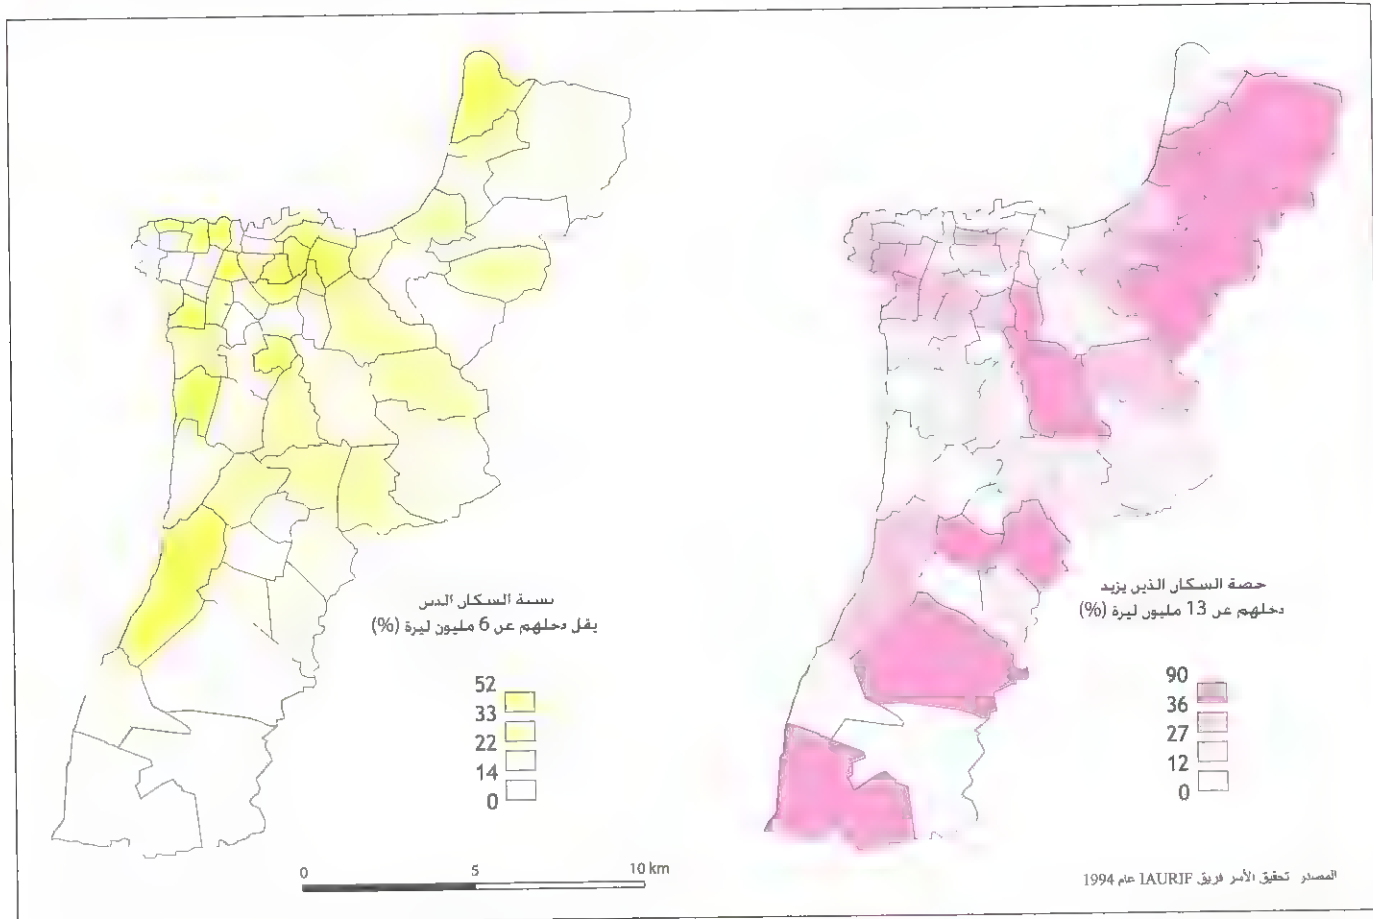 نسبة السكان الذين
يقل دخلهم عن 6 مليون ليرة (%)
52
33
22
14
0
حصة السكان الذين يزيد
دخلهم عن 13 مليون ليرة (%)
90
36
27
12
0
0 5 10 km
المصدر تحقيق الأسر فريق IAURIF عام 1994